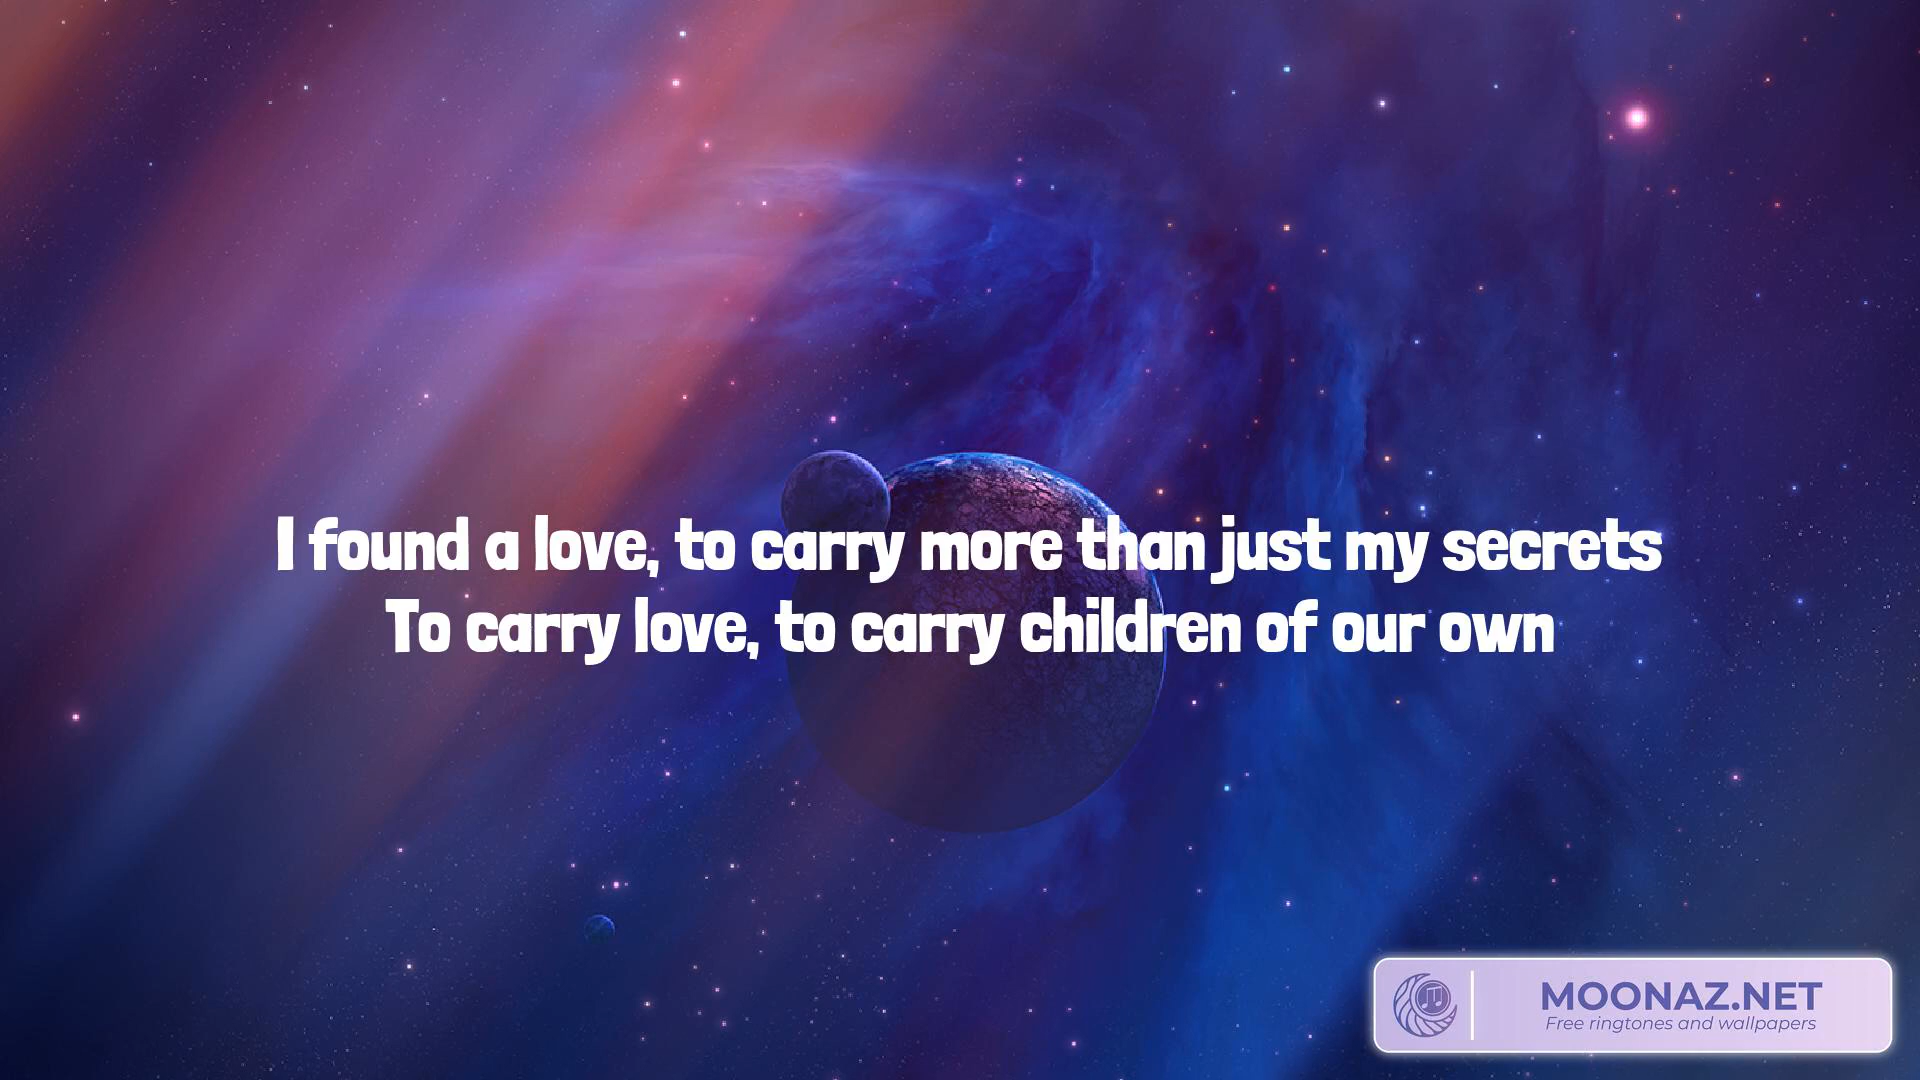 I found a love, to carry more than just my secrets
To carry love, to carry children of our own
MOONAZ.NET
Free ringtones and wallpapers